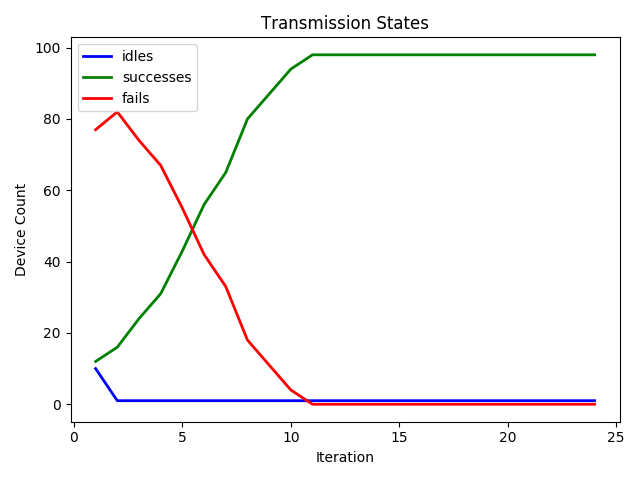 Transmission States
idles
successes
fails
Device Count
100
80
60
40
20
0
0 5 10 15 20 25
Iteration